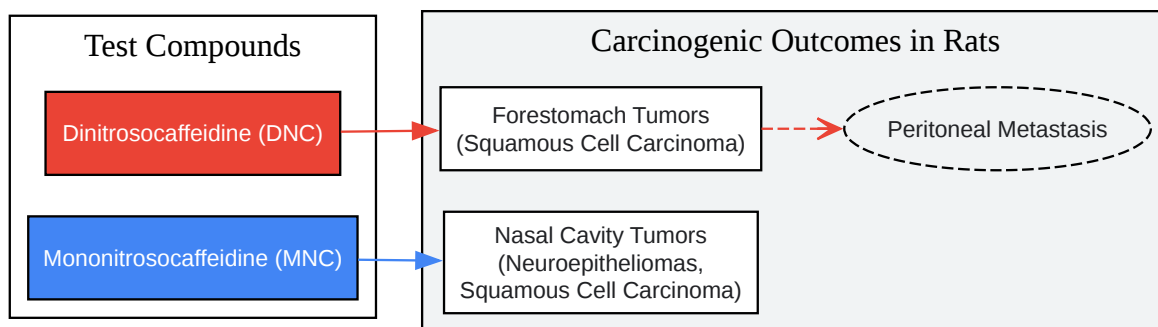 Test Compounds
Dinitrosocaffeidine (DNC)
Mononitrosocaffeidine (MNC)
Carcinogenic Outcomes in Rats
Forestomach Tumors
(Squamous Cell Carcinoma)
Peritoneal Metastasis
Nasal Cavity Tumors
(Neuroepitheliomas,
Squamous Cell Carcinoma)